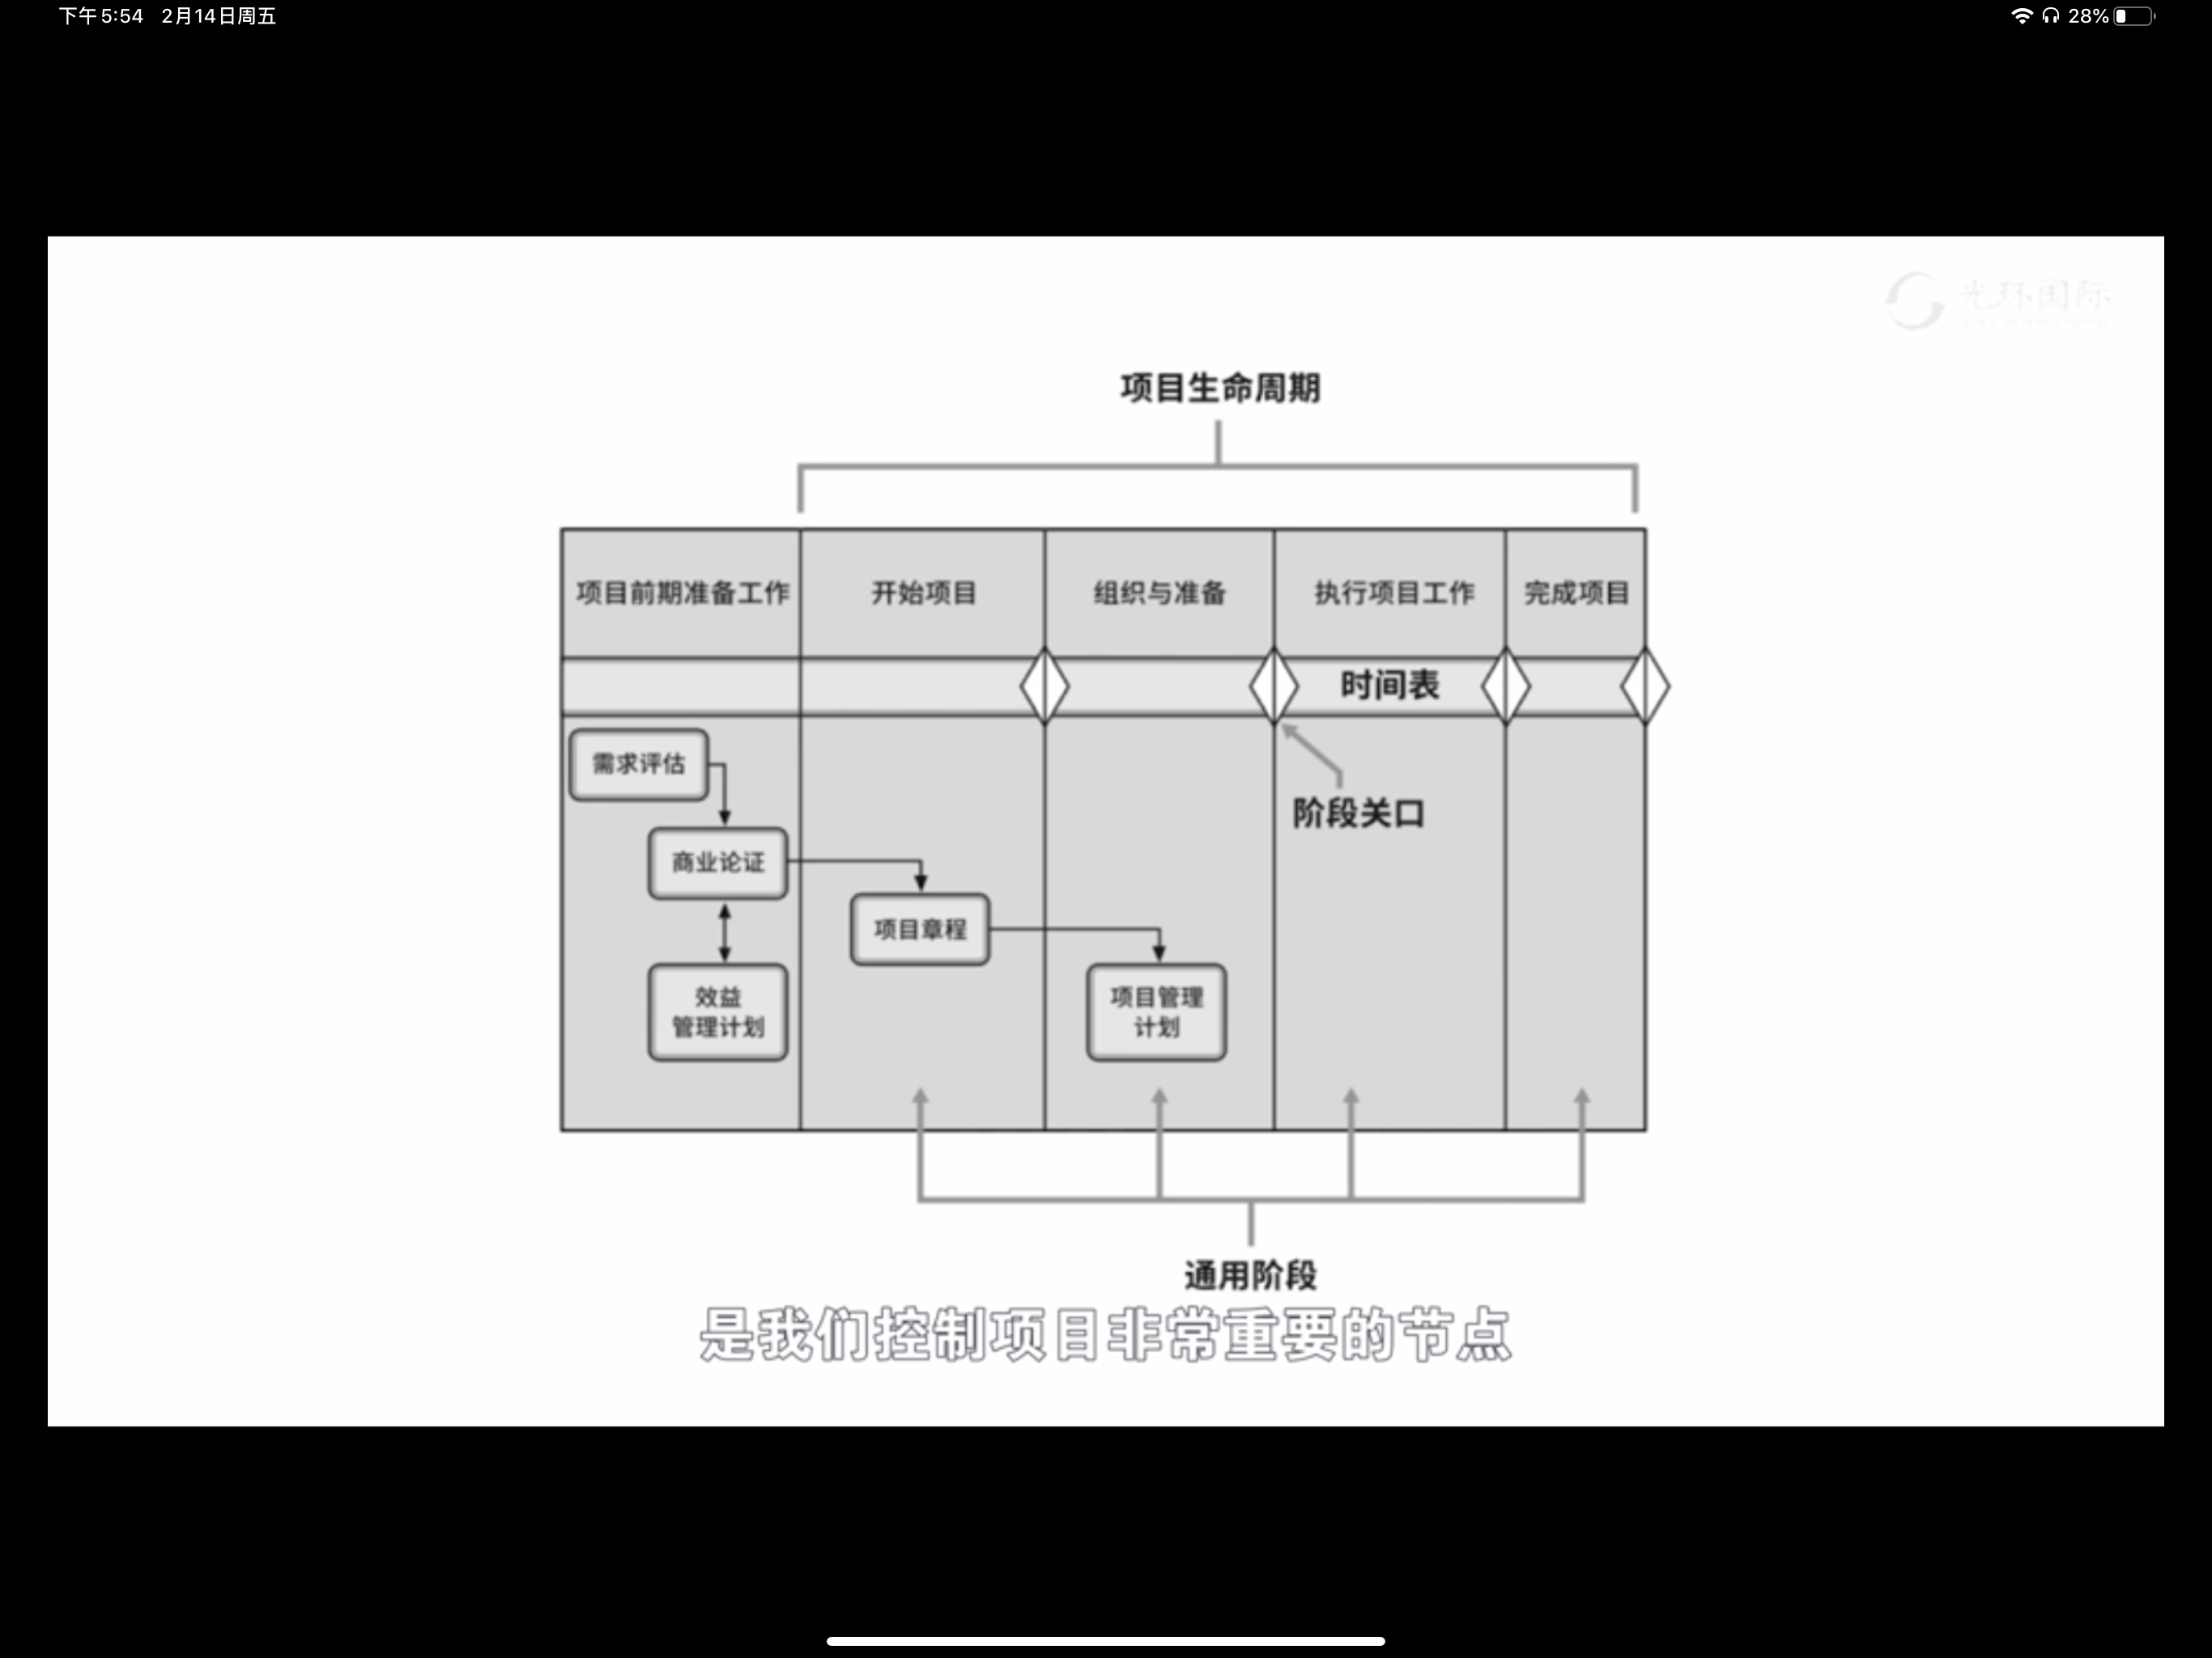 下午5:54 2月14日周五
28%
光环国际
项目生命周期
项目前期准备工作 开始项目 组织与准备 执行项目工作 完成项目
时间表
需求评估
阶段关口
商业论证
项目章程
效益
管理计划
项目管理
计划
通用阶段
是我们控制项目非常重要的节点